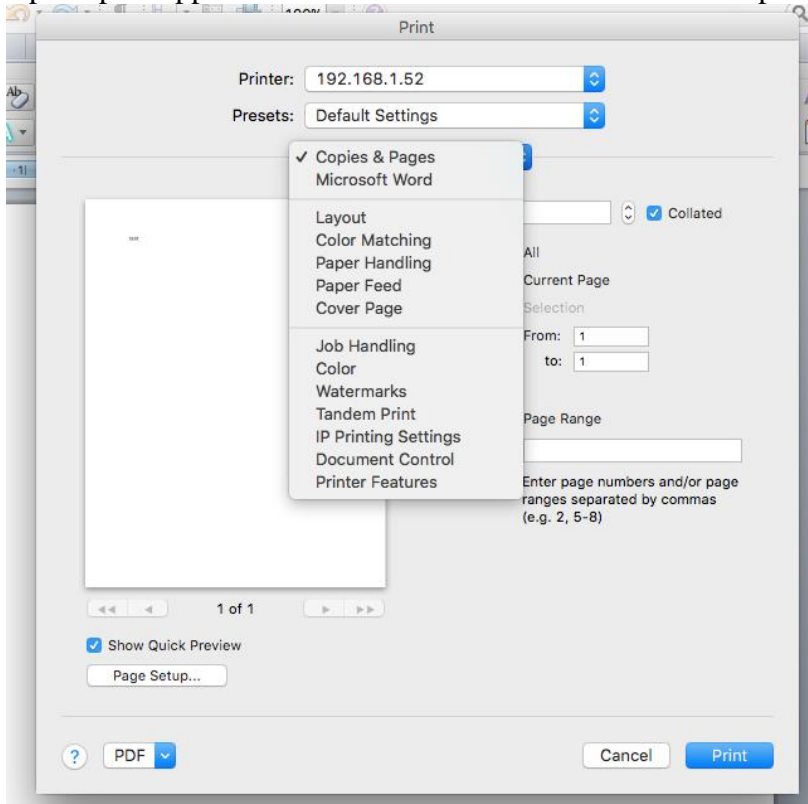 100%
Print
Printer: 192.168.1.52
Presets: Default Settings
✓ Copies & Pages
Microsoft Word
Layout
Color Matching
Paper Handling
Paper Feed
Cover Page
Job Handling
Color
Watermarks
Tandem Print
IP Printing Settings
Document Control
Printer Features
Collated
All
Current Page
Selection
From: 1
to: 1
Page Range
Enter page numbers and/or page
ranges separated by commas
(e.g. 2, 5-8)
1 of 1
Show Quick Preview
Page Setup...
? PDF
Cancel
Print